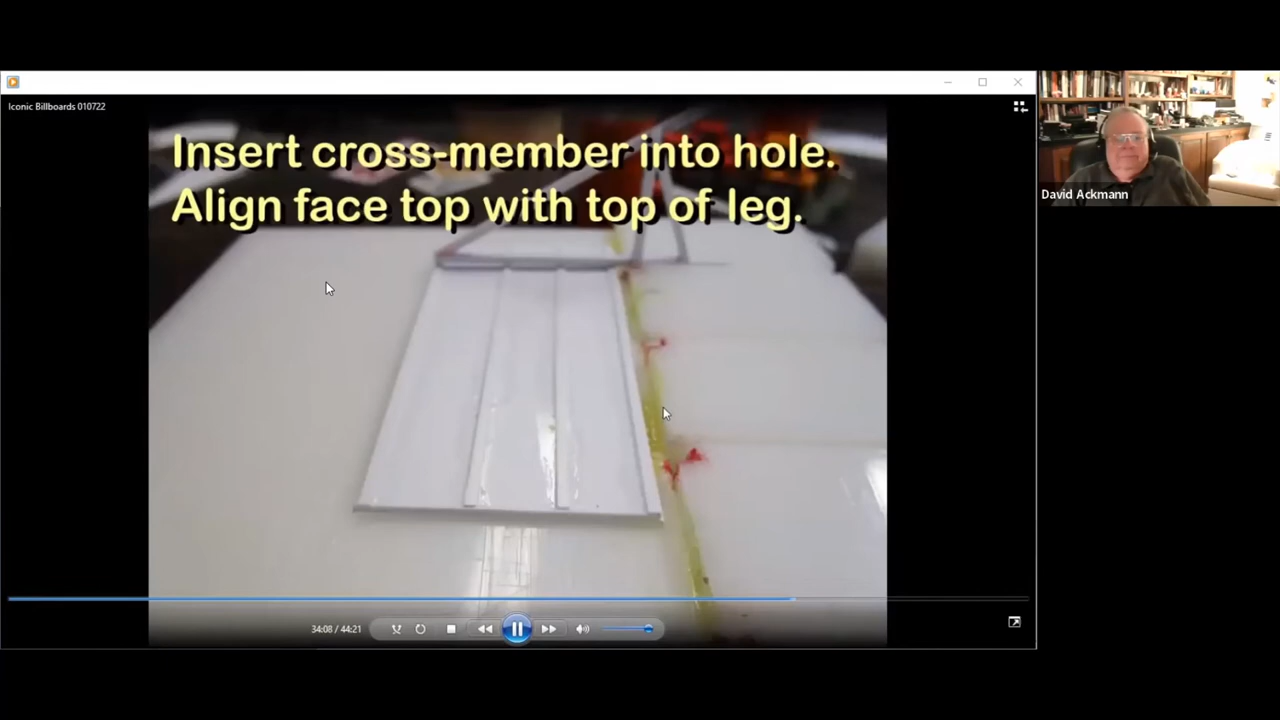 Iconic Billboards 010722
Insert cross-member into hole.
Align face top with top of leg.
David Ackmann
34:08 / 44:21